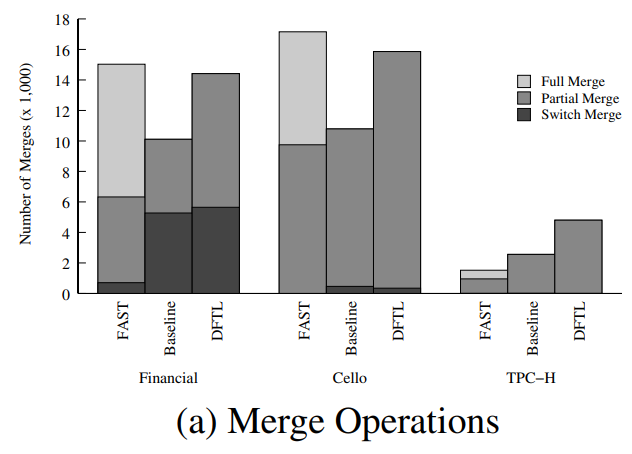 18
16
14
12
10
8
6
4
2
0
Number of Merges (x 1,000)
Full Merge
Partial Merge
Switch Merge
FAST
Baseline
DFTL
FAST
Baseline
DFTL
FAST
Baseline
DFTL
Financial
Cello
TPC−H
(a) Merge Operations